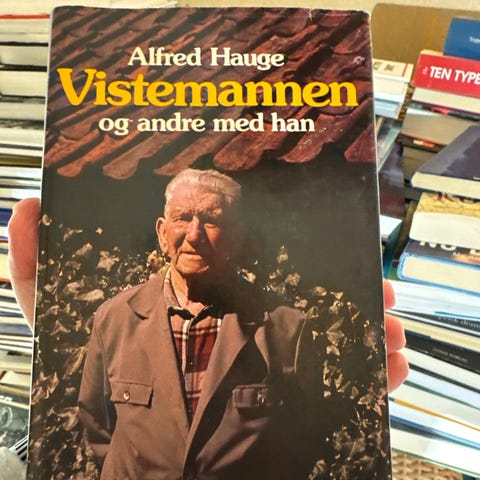 Alfred Hauge
Vistemannen
og andre med han
TEN TYPE